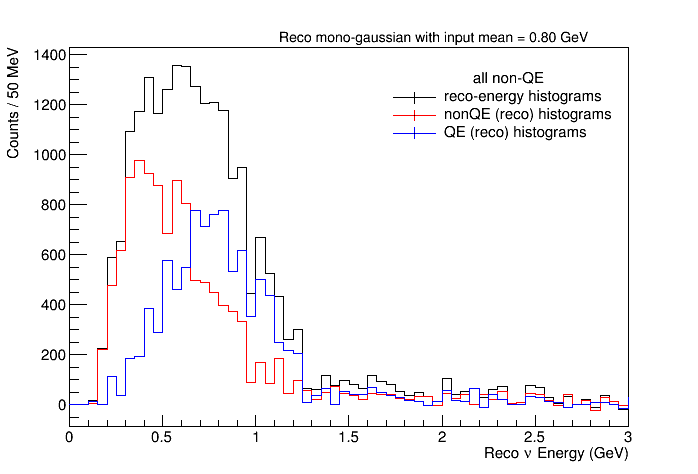 Reco mono-gaussian with input mean = 0.80 GeV
Counts / 50 MeV
1400
1200
1000
800
600
400
200
0
all non-QE
reco-energy histograms
nonQE (reco) histograms
QE (reco) histograms
0 0.5 1 1.5 2 2.5 3
Reco ν Energy (GeV)